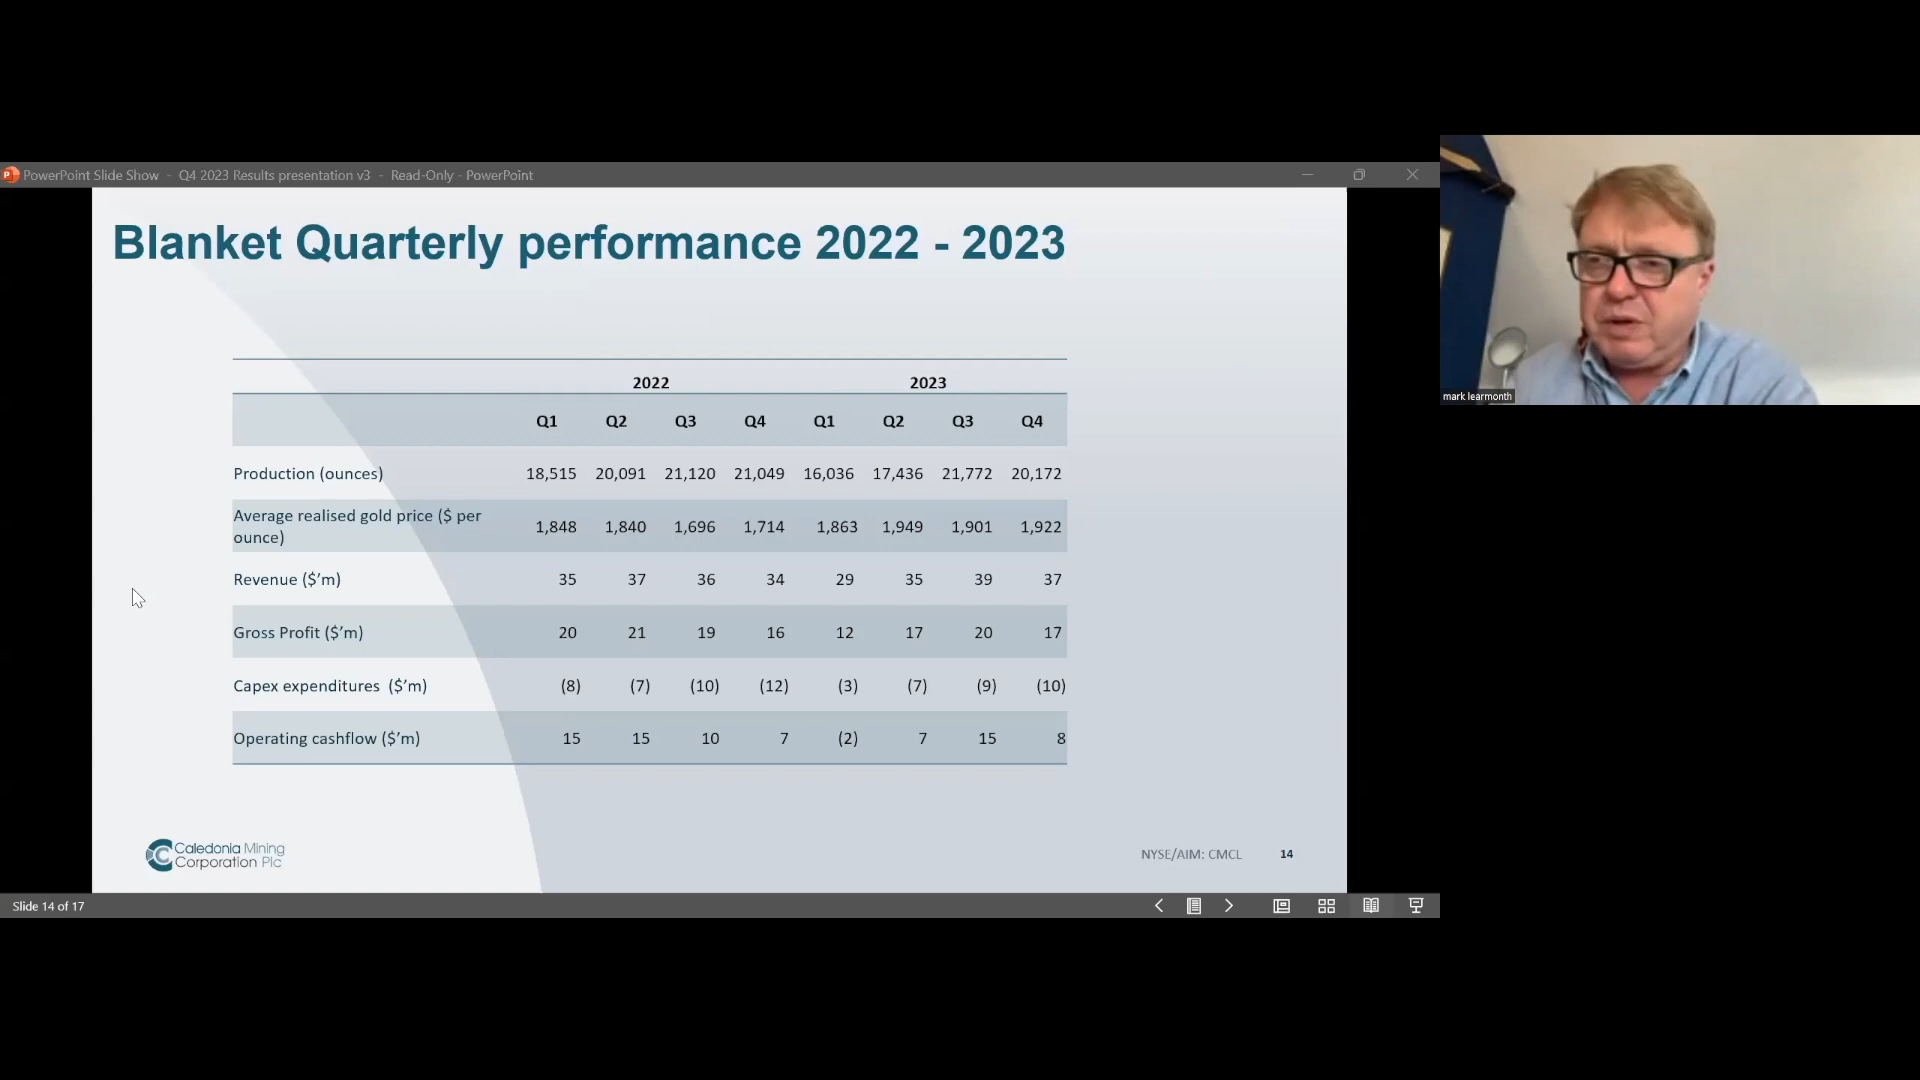 PowerPoint Slide Show - Q4 2023 Results presentation v3 - Read-Only - PowerPoint
Blanket Quarterly performance 2022 - 2023
2022 2023
Q1 Q2 Q3 Q4 Q1 Q2 Q3 Q4
Production (ounces) 18,515 20,091 21,120 21,049 16,036 17,436 21,772 20,172
Average realised gold price ($ per
ounce) 1,848 1,840 1,696 1,714 1,863 1,949 1,901 1,922
Revenue ($'m) 35 37 36 34 29 35 39 37
Gross Profit ($'m) 20 21 19 16 12 17 20 17
Capex expenditures ($'m) (8) (7) (10) (12) (3) (7) (9) (10)
Operating cashflow ($'m) 15 15 10 7 (2) 7 15 8
Caledonia Mining
Corporation Plc
NYSE/AIM: CMCL 14
Slide 14 of 17
mark learmonth